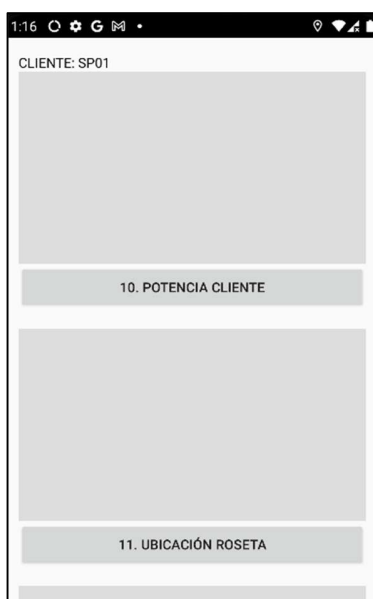 1:16 G M
CLIENTE: SP01
10. POTENCIA CLIENTE
11. UBICACIÓN ROSETA